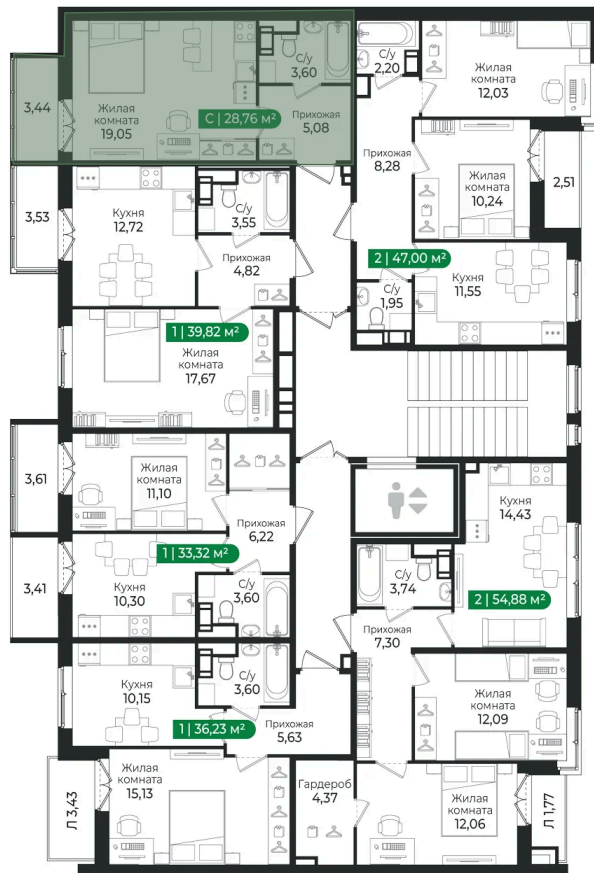 С/у
3,60
С/у
2,20
Жилая
комната
12,03
3,44
Жилая
комната
19,05
С | 28,76 м²
Прихожая
5,08
Прихожая
8,28
Жилая
комната
10,24
2,51
3,53
Кухня
12,72
С/у
3,55
Прихожая
4,82
2 | 47,00 м²
С/у
1,95
11,55
1 | 39,82 м²
Жилая
комната
17,67
3,61
Жилая
комната
11,10
Прихожая
6,22
Кухня
14,43
3,41
1 | 33,32 м²
Кухня
10,30
С/у
3,60
С/у
3,74
2 | 54,88 м²
Прихожая
7,30
Кухня
10,15
С/у
3,60
1 | 36,23 м²
Прихожая
5,63
Жилая
комната
12,09
Л 3,43
Жилая
комната
15,13
Гардероб
4,37
Жилая
комната
12,06
Л 1,77